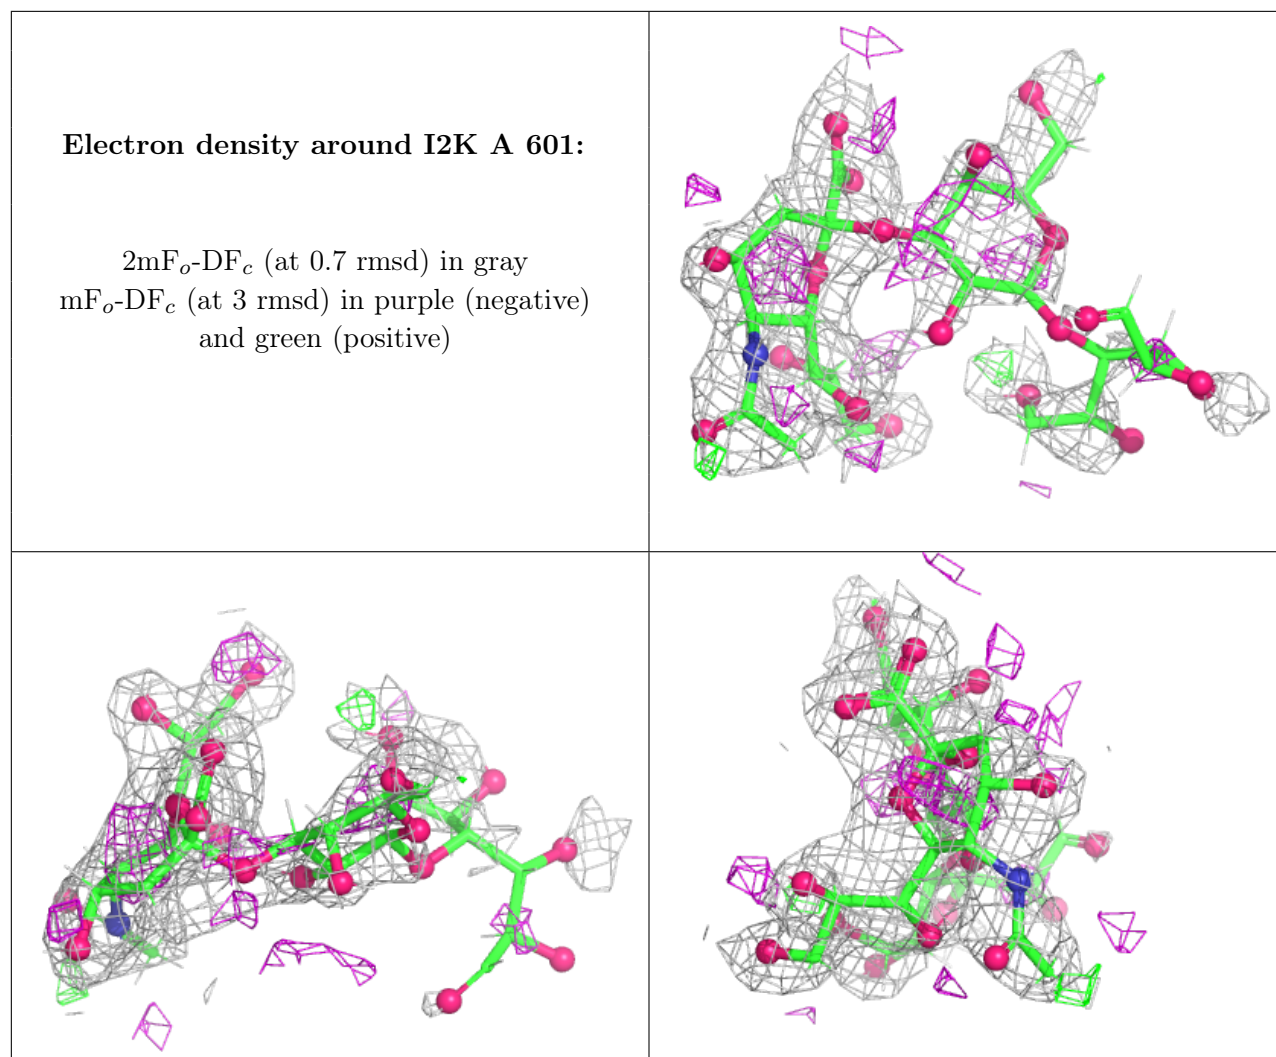 Electron density around I2K A 601:
2mFo-DFc (at 0.7 rmsd) in gray
mFo-DFc (at 3 rmsd) in purple (negative)
and green (positive)